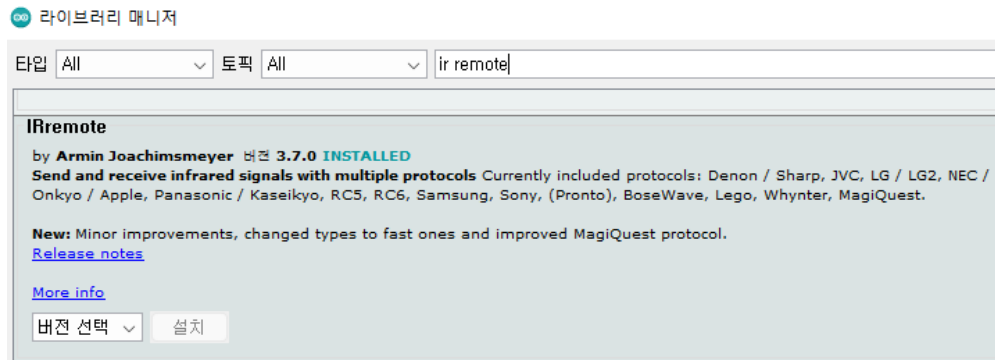 라이브러리 매니저
타입 All 토픽 All ir remote
IRremote
by Armin Joachimsmeyer 버전 3.7.0 INSTALLED
Send and receive infrared signals with multiple protocols Currently included protocols: Denon / Sharp, JVC, LG / LG2, NEC /
Onkyo / Apple, Panasonic / Kaseikyo, RC5, RC6, Samsung, Sony, (Pronto), BoseWave, Lego, Whynter, MagiQuest.
New: Minor improvements, changed types to fast ones and improved MagiQuest protocol.
Release notes
More info
버전 선택 설치